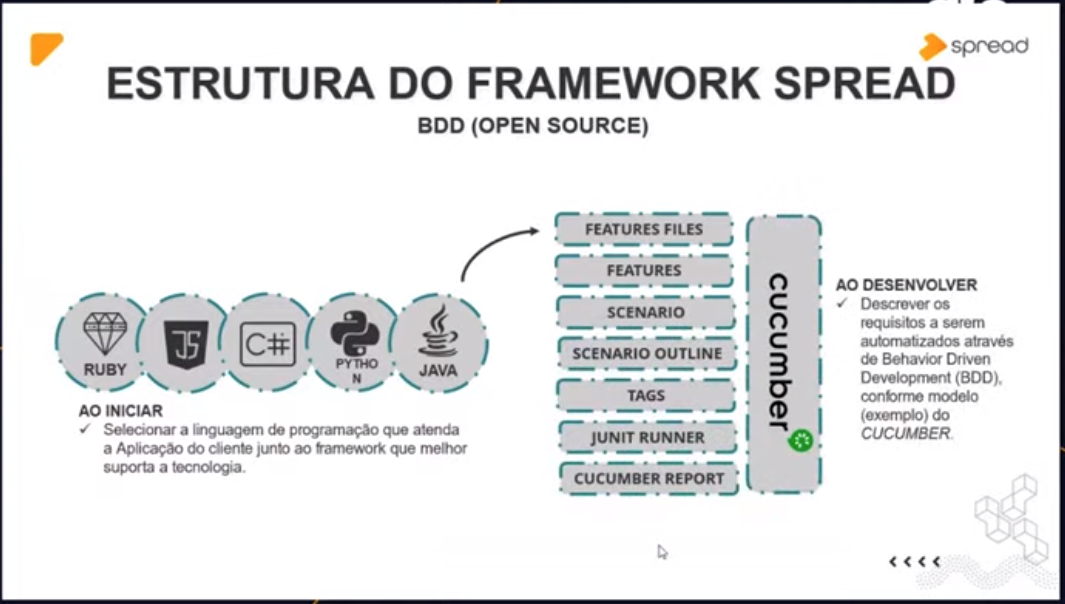 spread
ESTRUTURA DO FRAMEWORK SPREAD
BDD (OPEN SOURCE)
RUBY
JS
C#
PYTHO
N
JAVA
AO INICIAR
✓ Selecionar a linguagem de programação que atenda
a Aplicação do cliente junto ao framework que melhor
suporta a tecnologia.
FEATURES FILES
FEATURES
SCENARIO
SCENARIO OUTLINE
TAGS
JUNIT RUNNER
CUCUMBER REPORT
cucumber
AO DESENVOLVER
✓ Descrever os
requisitos a serem
automatizados através
de Behavior Driven
Development (BDD),
conforme modelo
(exemplo) do
CUCUMBER.